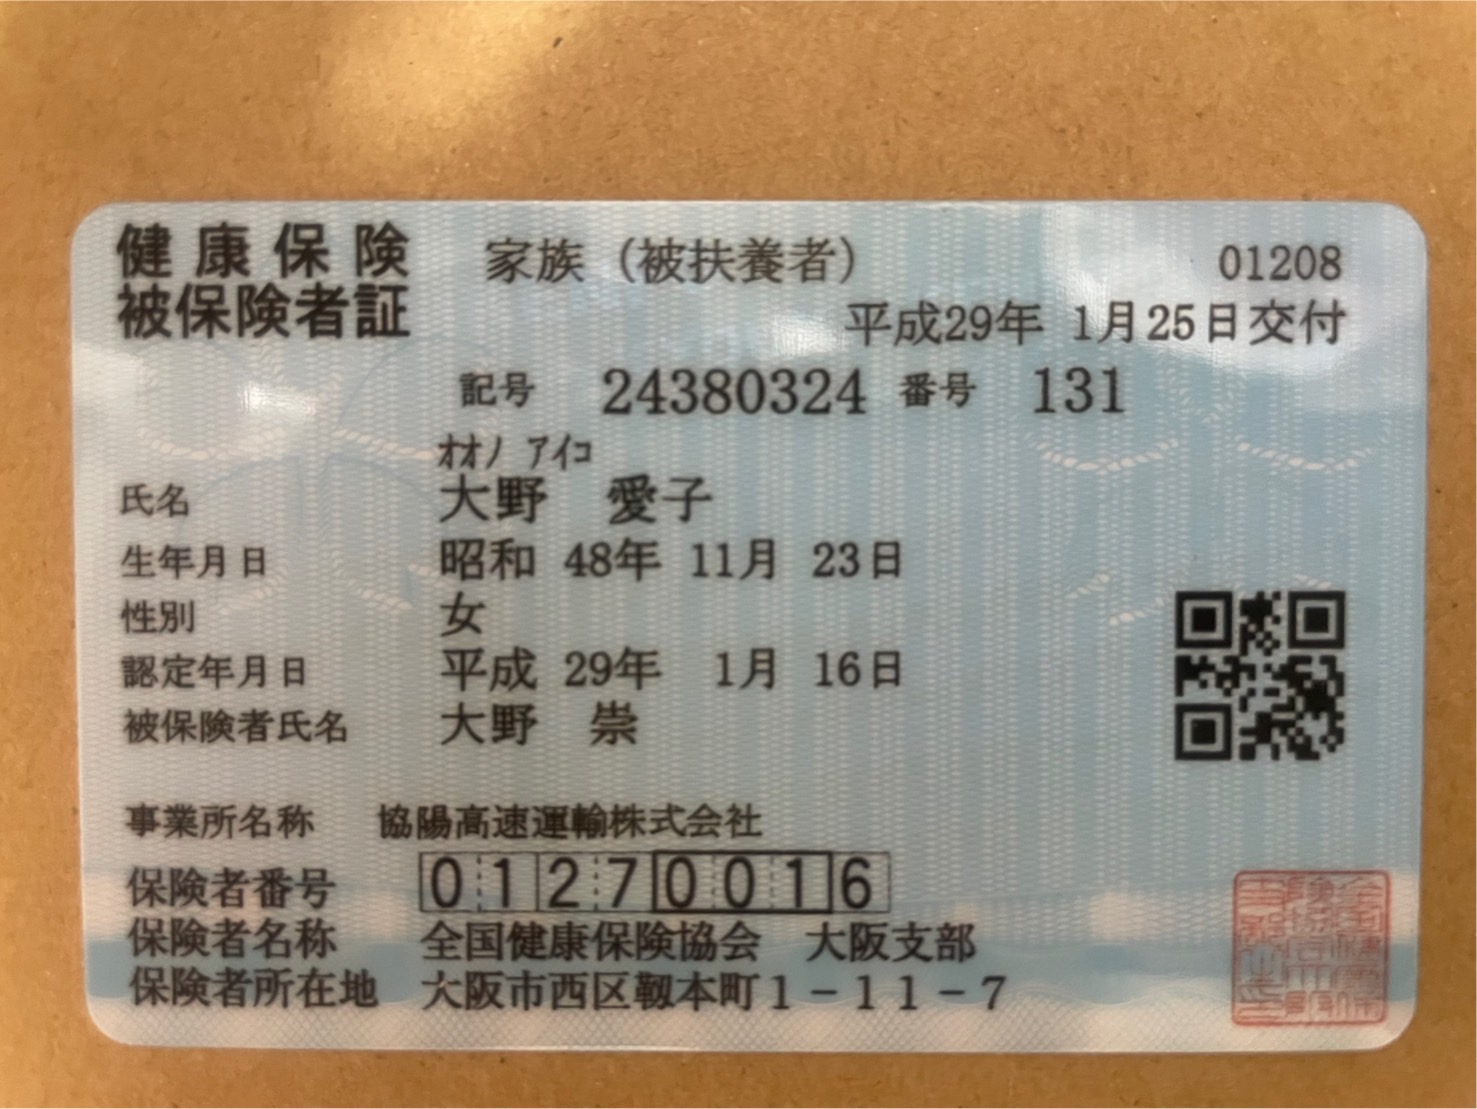 健康保険 家族（被扶養者） 01208
被保険者証 平成29年 1月25日交付
記号 24380324 番号 131
ｵｵﾉ ｱｲｺ
氏名 大野 愛子
生年月日 昭和 48年 11月 23日
性別 女
認定年月日 平成 29年 1月 16日
被保険者氏名 大野 崇
事業所名称 協陽高速運輸株式会社
保険者番号 01270016
保険者名称 全国健康保険協会 大阪支部
保険者所在地 大阪市西区靱本町1－11－7